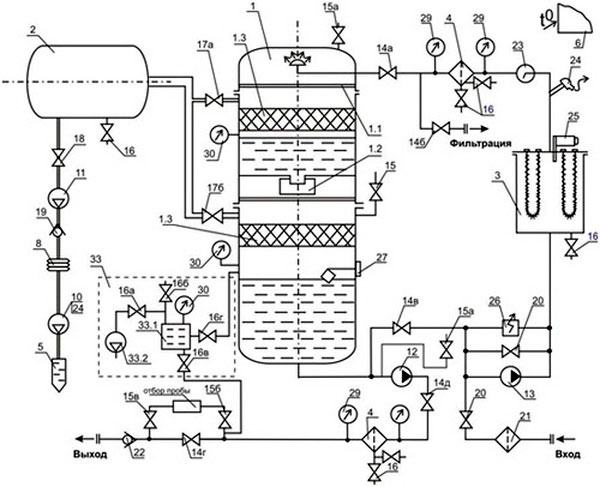 1
15а
2
17а
1.3
14а
29
4
29
23
tO
6
24
1.1
16
25
14б
Фильтрация
30
16
18
11
1.2
15
3
17б
19
1.3
16
8
30
27
33
16б
30
16а
14в
26
20
15а
10
/24
33.1
16г
33.2
16в
12
13
5
14д
отбор пробы
15в
15б
29
4
20
21
Выход
22
14г
16
Вход